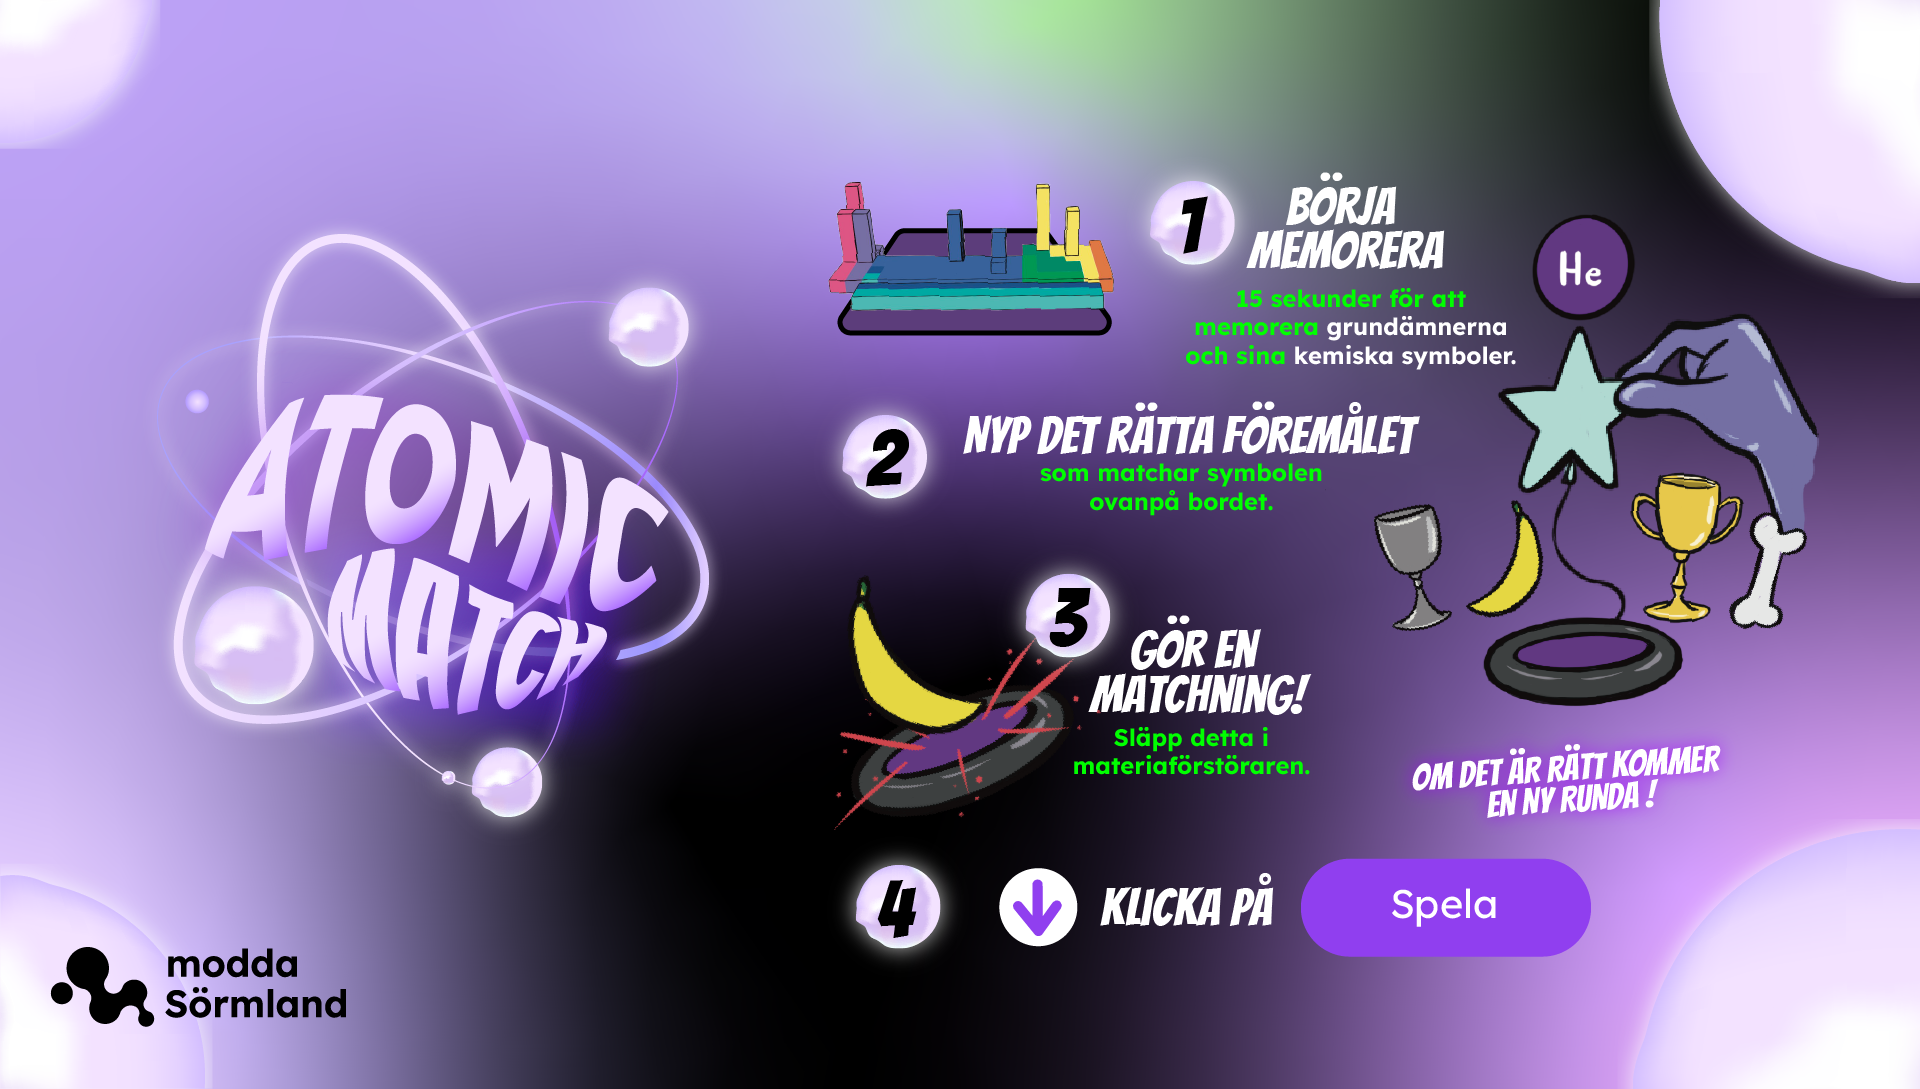 ATOMIC
MATCH
1
BÖRJA
MEMORERA
15 sekunder för att
memorera grundämnerna
och sina kemiska symboler.
He
2
NYP DET RÄTTA FÖREMÅLET
som matchar symbolen
ovanpå bordet.
3
GÖR EN
MATCHNING!
Släpp detta i
materiaförstöraren.
OM DET ÄR RÄTT KOMMER
EN NY RUNDA !
4
KLICKA PÅ
Spela
modda
Sörmland